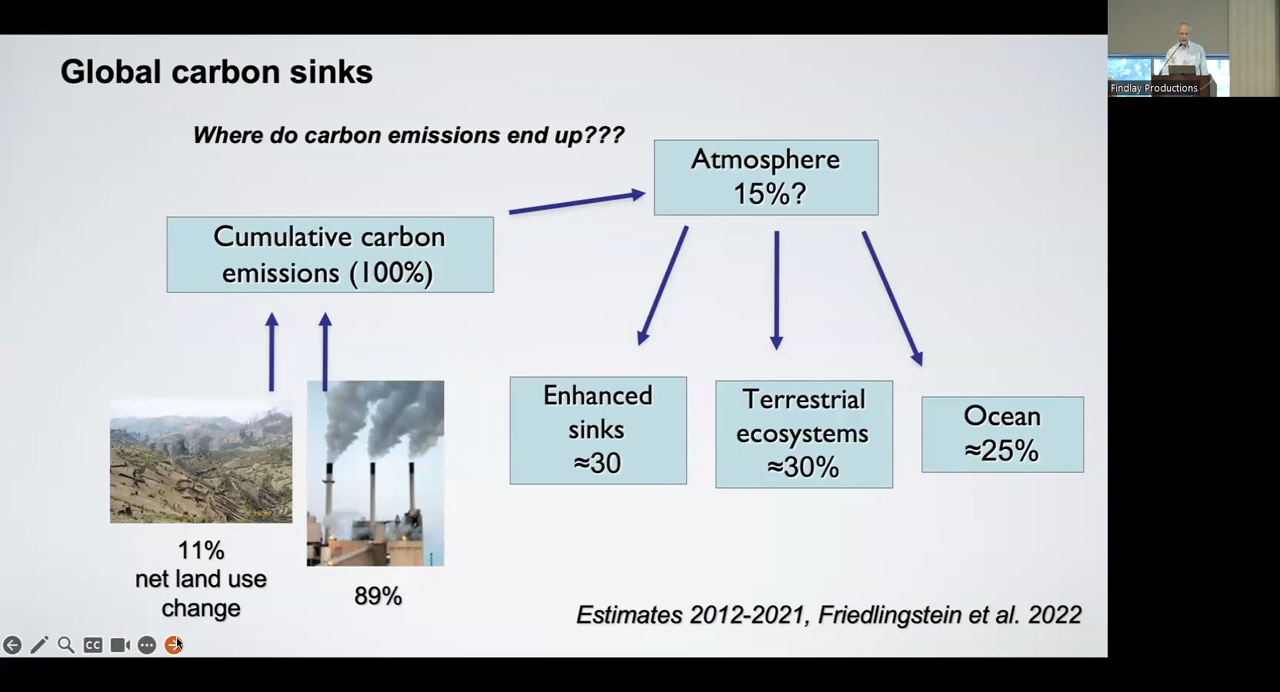 Global carbon sinks
Where do carbon emissions end up???
Atmosphere
15%?
Cumulative carbon
emissions (100%)
Enhanced
sinks
≈30
Terrestrial
ecosystems
≈30%
Ocean
≈25%
11%
net land use
change
89%
Estimates 2012-2021, Friedlingstein et al. 2022
CC
Findlay Productions